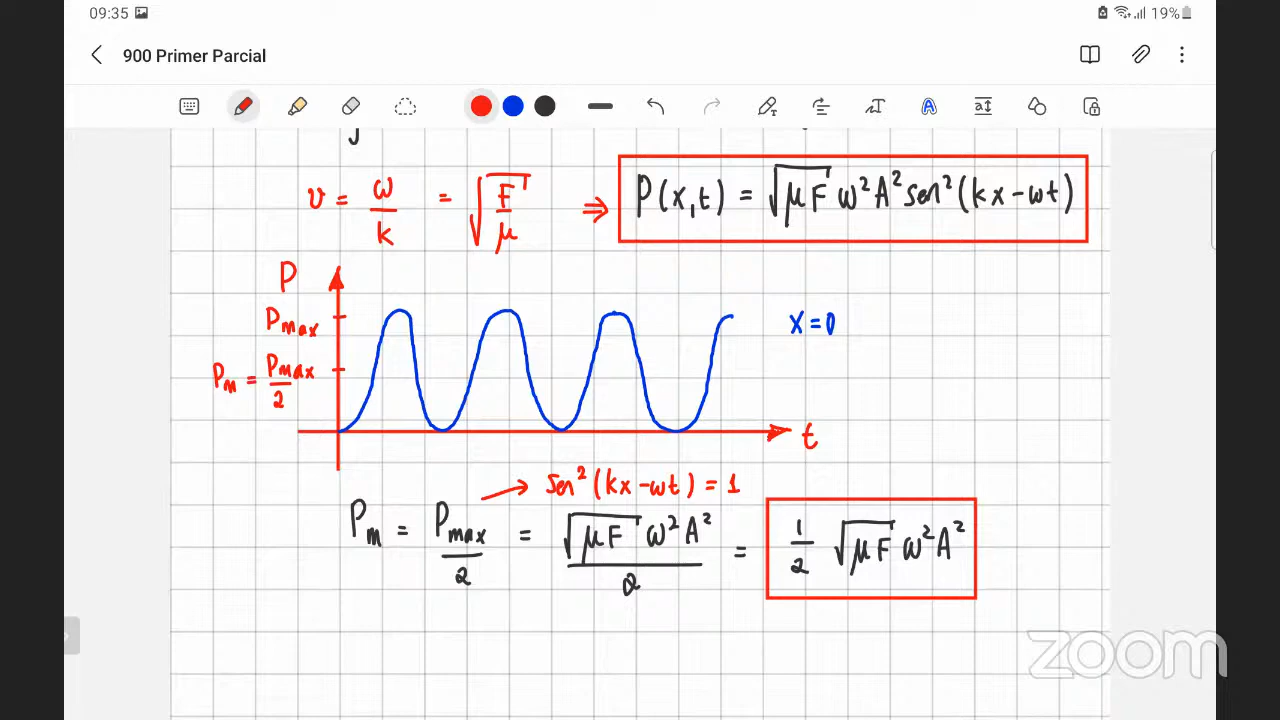 09:35 19%
900 Primer Parcial
v = ω/k = √(F/μ) ⇒ P(x,t) = √μF ω²A² sen²(kx-ωt)
P
Pmax
x=0
Pm = Pmax/2
t
sen²(kx-ωt) = 1
Pm = Pmax/2 = √μF ω²A²/2 = 1/2 √μF ω²A²
zoom